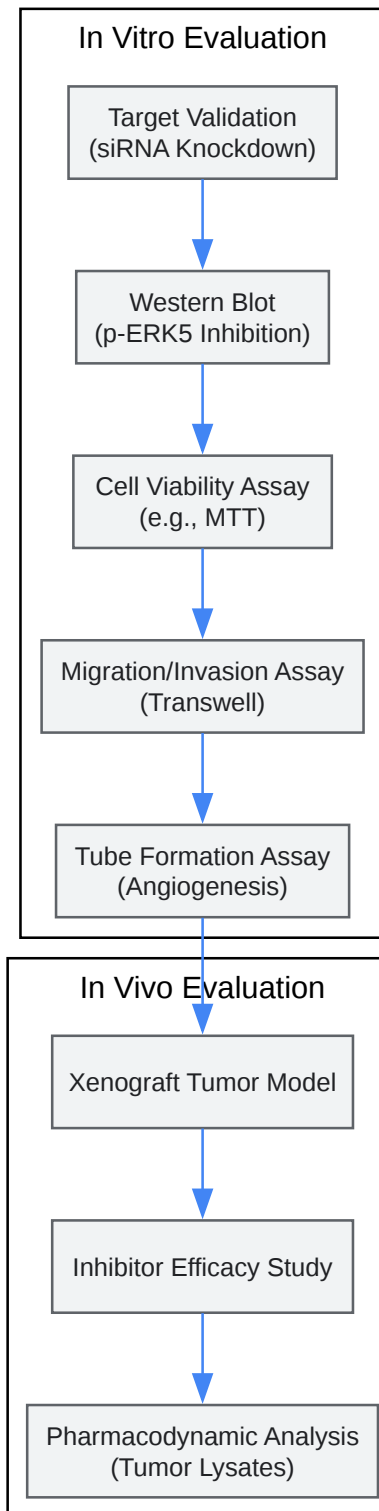 In Vitro Evaluation
Target Validation
(siRNA Knockdown)
Western Blot
(p-ERK5 Inhibition)
Cell Viability Assay
(e.g., MTT)
Migration/Invasion Assay
(Transwell)
Tube Formation Assay
(Angiogenesis)
In Vivo Evaluation
Xenograft Tumor Model
Inhibitor Efficacy Study
Pharmacodynamic Analysis
(Tumor Lysates)